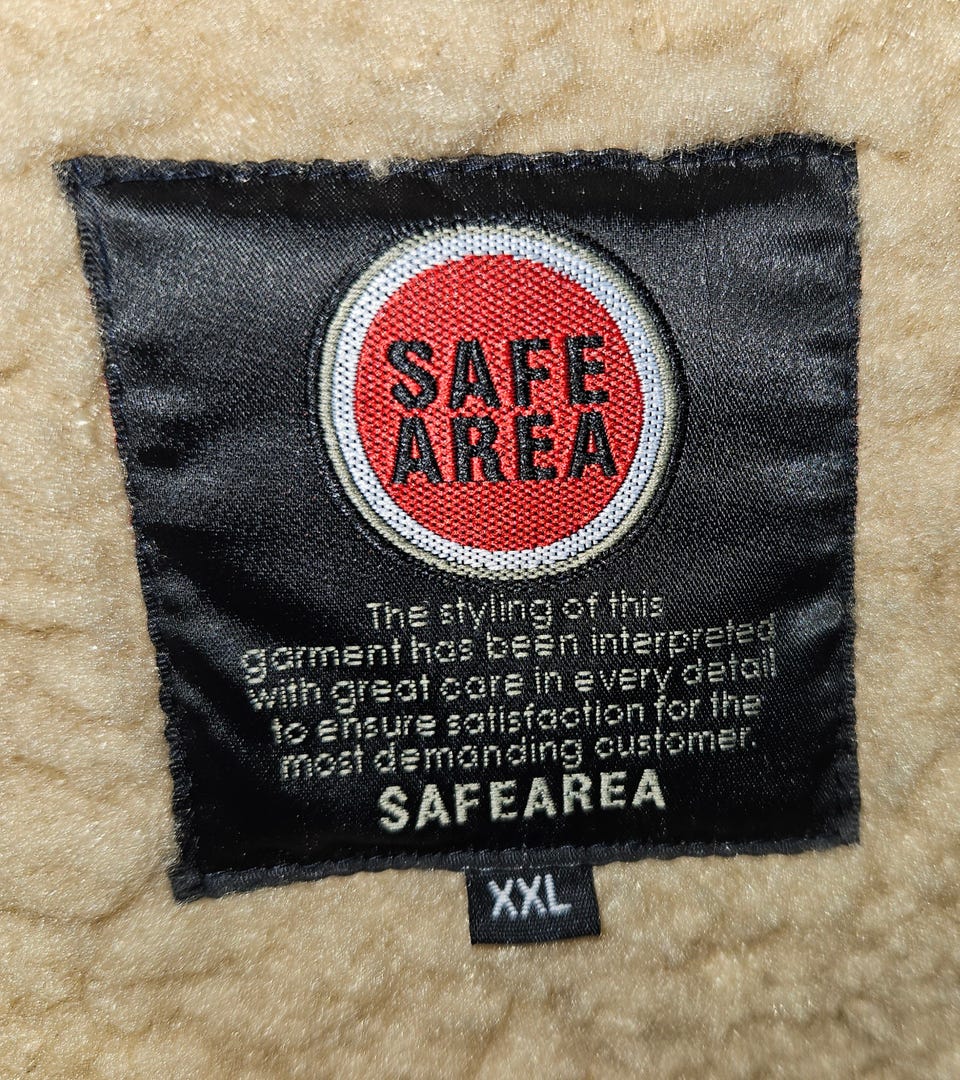 SAFE
AREA
The styling of this
garment has been interpreted
with great care in every detail
to ensure satisfaction for the
most demanding customer.
SAFEAREA
XXL